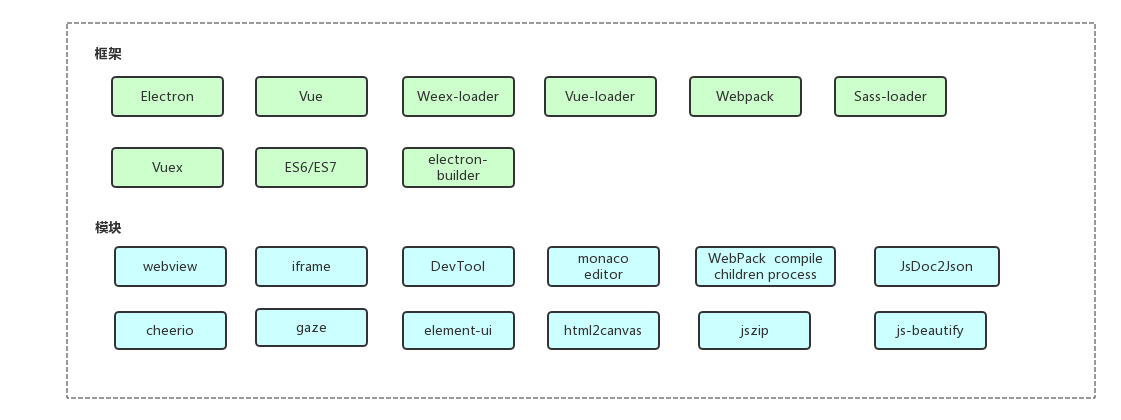 框架
Electron
Vue
Weex-loader
Vue-loader
Webpack
Sass-loader
Vuex
ES6/ES7
electron-
builder
模块
webview
iframe
DevTool
monaco
editor
WebPack  compile
children process
JsDoc2Json
cheerio
gaze
element-ui
html2canvas
jszip
js-beautify